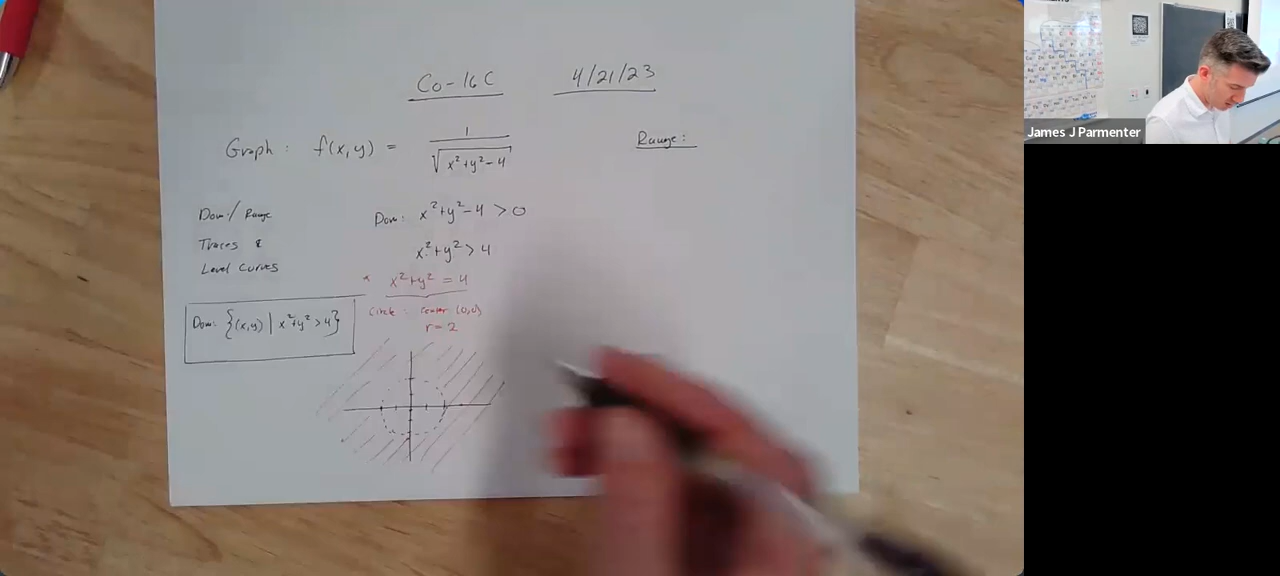 Co-16C 4/21/23
Graph: f(x,y) = 1/√(x²+y²-4)
Range:
Dom/Range
Traces &
Level Curves
Dom: x²+y²-4 > 0
x²+y² > 4
* x²+y² = 4
Circle: center (0,0)
r = 2
Dom: {(x,y) | x²+y²>4}
James J Parmenter